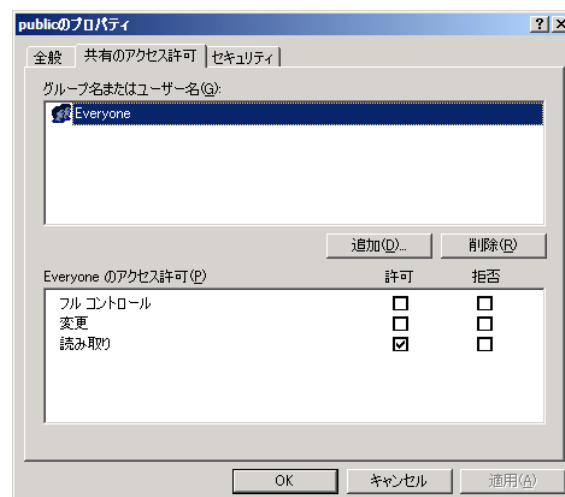 publicのプロパティ
全般 共有のアクセス許可 セキュリティ
グループ名またはユーザー名(G):
Everyone
追加(D)... 削除(R)
Everyone のアクセス許可(P) 許可 拒否
フル コントロール
変更
読み取り
OK キャンセル 適用(A)